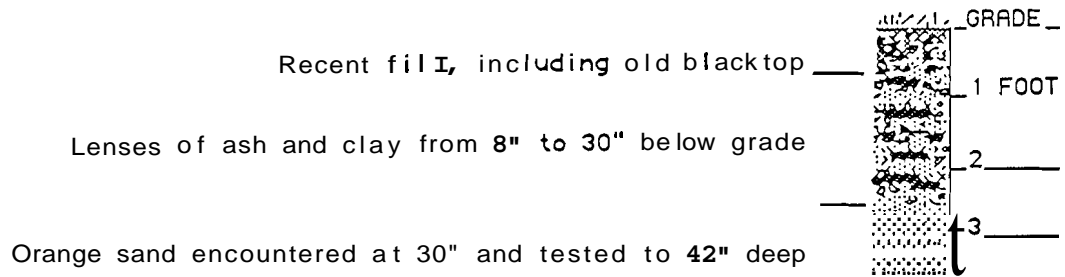 GRADE
Recent fill, including old blacktop
1 FOOT
Lenses of ash and clay from 8" to 30" below grade
2
3
Orange sand encountered at 30" and tested to 42" deep